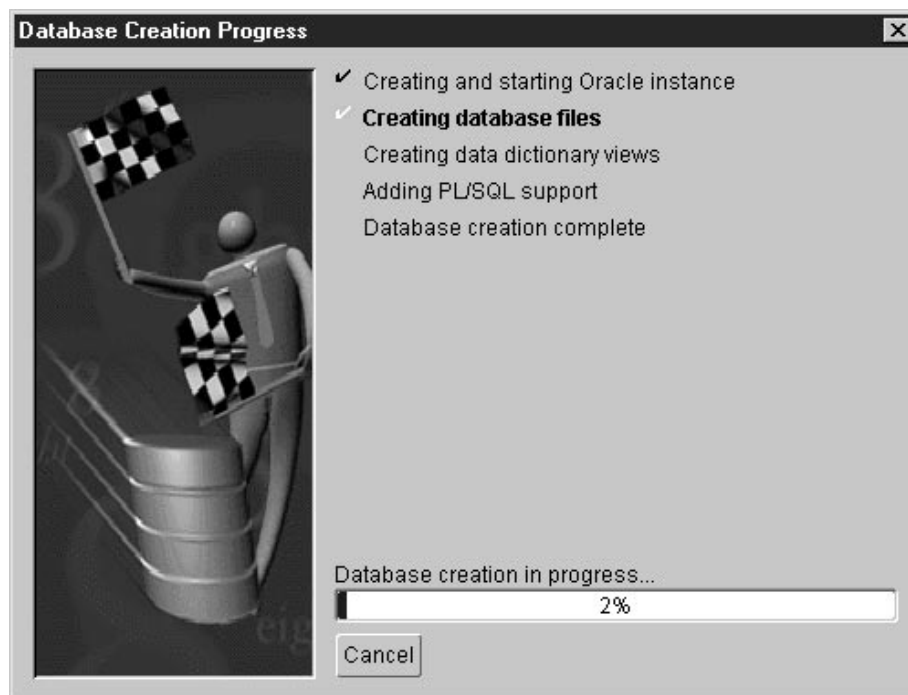 Database Creation Progress
Creating and starting Oracle instance
Creating database files
Creating data dictionary views
Adding PL/SQL support
Database creation complete
Database creation in progress...
2%
Cancel